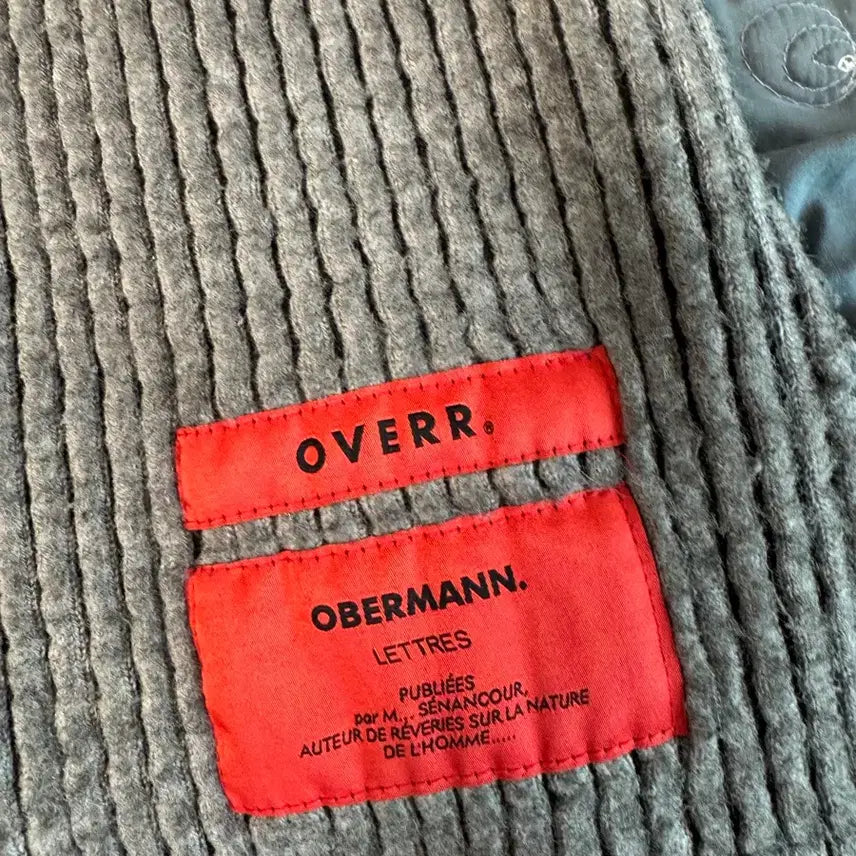 OVERR.®
OBERMANN.
LETTRES
PUBLIÉES
par M... SÉNANCOUR,
AUTEUR DE RÊVERIES SUR LA NATURE
DE L'HOMME.....